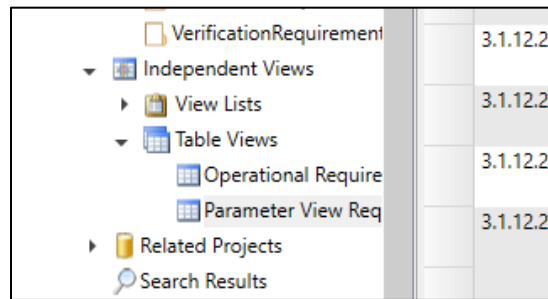 VerificationRequirement
3.1.12.2
Independent Views
View Lists
3.1.12.2
Table Views
3.1.12.2
Operational Require
Parameter View Req
3.1.12.2
Related Projects
Search Results